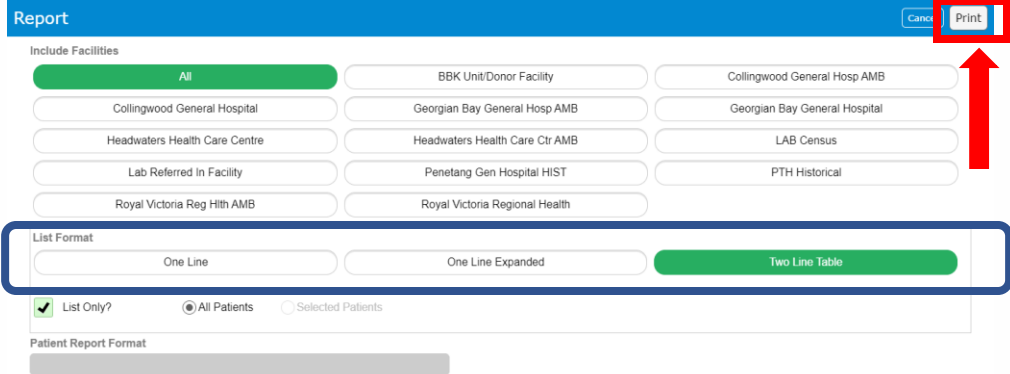 Report Cancel Print
Include Facilities
All BBK Unit/Donor Facility Collingwood General Hosp AMB
Collingwood General Hospital Georgian Bay General Hosp AMB Georgian Bay General Hospital
Headwaters Health Care Centre Headwaters Health Care Ctr AMB LAB Census
Lab Referred In Facility Penetang Gen Hospital HIST PTH Historical
Royal Victoria Reg Hlth AMB Royal Victoria Regional Health
List Format
One Line One Line Expanded Two Line Table
List Only? All Patients Selected Patients
Patient Report Format